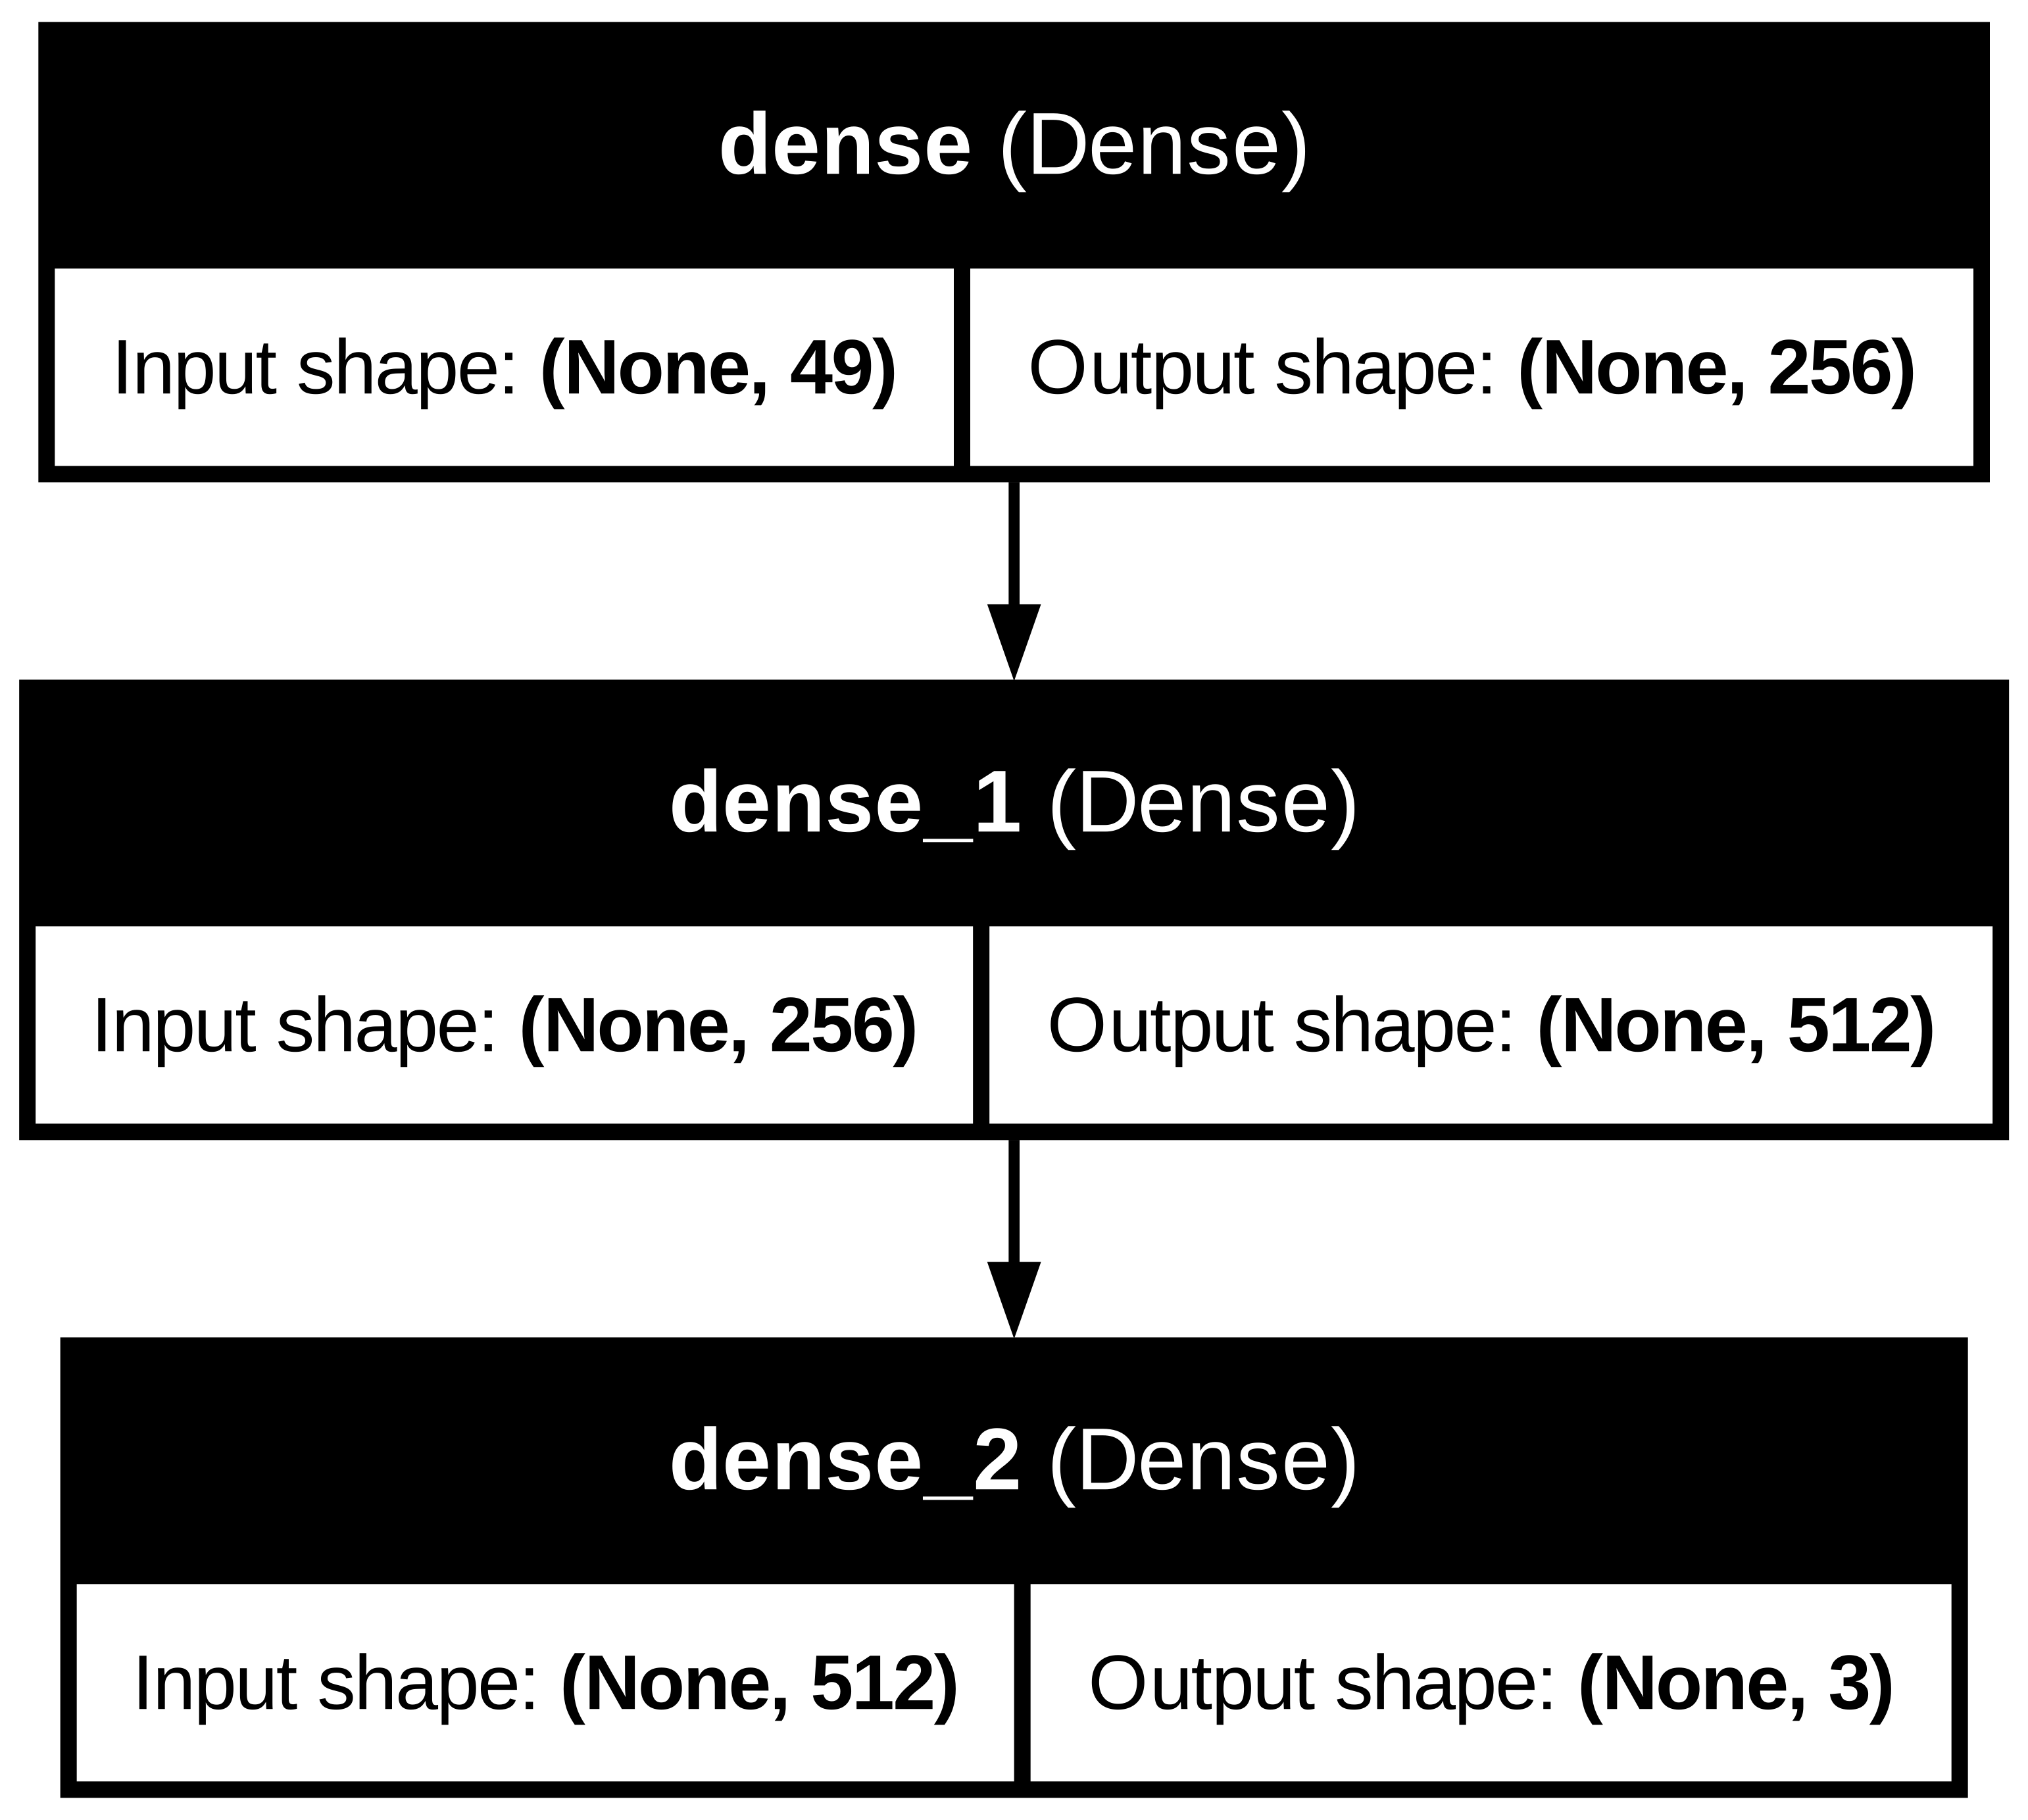 dense (Dense)
Input shape: (None, 49) Output shape: (None, 256)
dense_1 (Dense)
Input shape: (None, 256) Output shape: (None, 512)
dense_2 (Dense)
Input shape: (None, 512) Output shape: (None, 3)